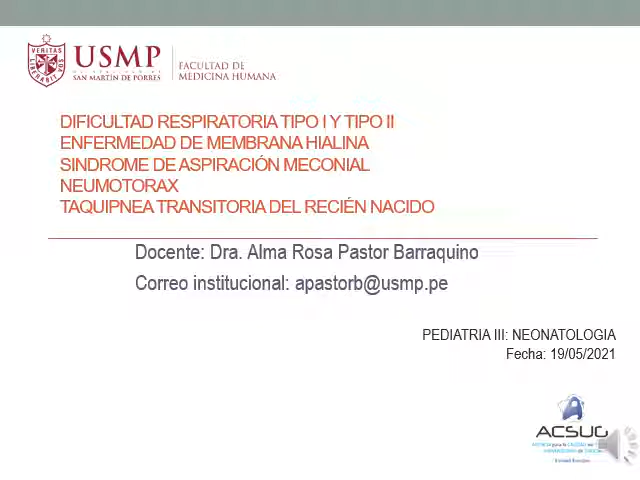 USMP
SAN MARTÍN DE PORRES
FACULTAD DE
MEDICINA HUMANA
DIFICULTAD RESPIRATORIA TIPO I Y TIPO II
ENFERMEDAD DE MEMBRANA HIALINA
SINDROME DE ASPIRACIÓN MECONIAL
NEUMOTORAX
TAQUIPNEA TRANSITORIA DEL RECIÉN NACIDO
Docente: Dra. Alma Rosa Pastor Barraquino
Correo institucional: apastorb@usmp.pe
PEDIATRIA III: NEONATOLOGIA
Fecha: 19/05/2021
ACSUG